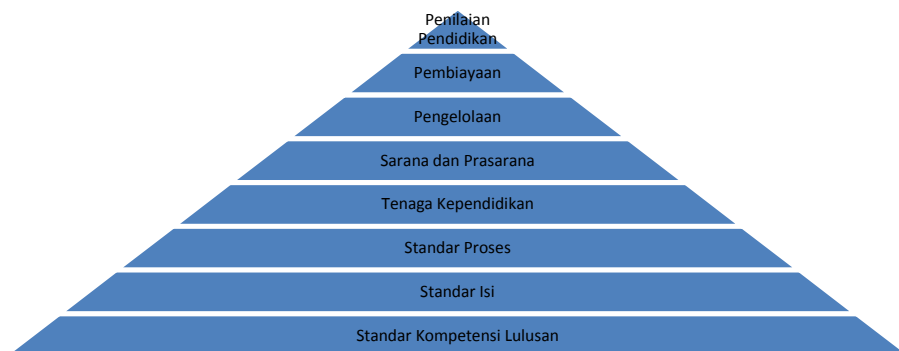 Penilaian
Pendidikan
Pembiayaan
Pengelolaan
Sarana dan Prasarana
Tenaga Kependidikan
Standar Proses
Standar Isi
Standar Kompetensi Lulusan